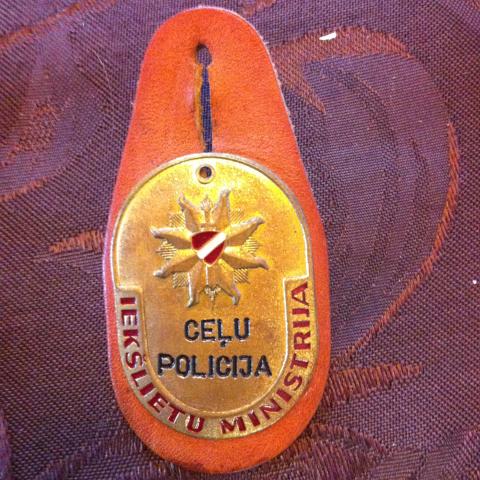 CEĻU
POLICIJA
IEKŠLIETU MINISTRIJA